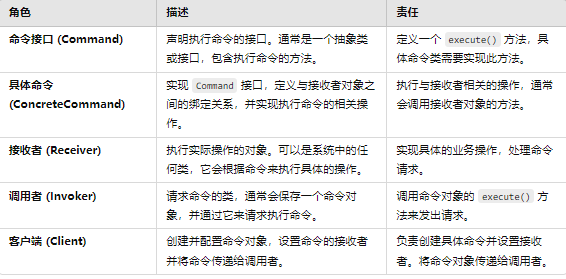 角色 描述 责任
命令接口 (Command) 声明执行命令的接口。通常是一个抽象类 定义一个 execute() 方法，具
或接口，包含执行命令的方法。 体命令类需要实现此方法。
具体命令 实现 Command 接口，定义与接收者对象之 执行与接收者相关的操作，通常
(ConcreteCommand) 间的绑定关系，并实现执行命令的相关操 会调用接收者对象的方法。
作。
接收者 (Receiver) 执行实际操作的对象。可以是系统中的任 实现具体的业务操作，处理命令
何类，它会根据命令来执行具体的操作。 请求。
调用者 (Invoker) 请求命令的类，通常会保存一个命令对 调用命令对象的 execute() 方
象，并通过它来请求执行命令。 法来发出请求。
客户端 (Client) 创建并配置命令对象，设置命令的接收者 负责创建具体命令并设置接收
并将命令传递给调用者。 者。将命令对象传递给调用者。